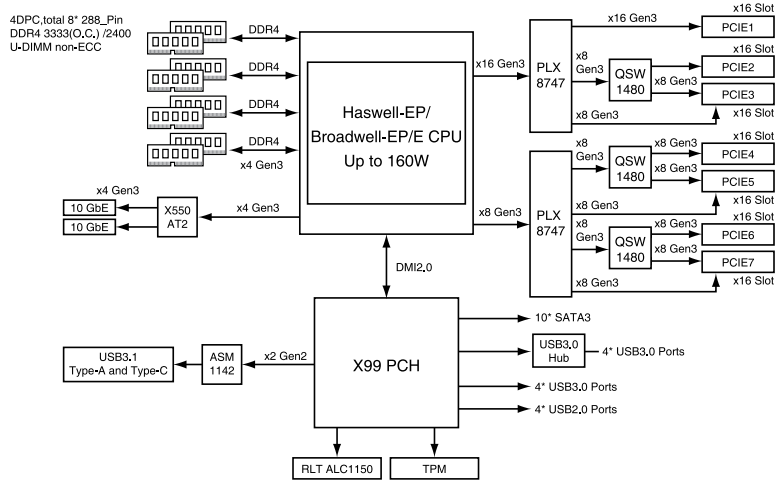 4DPC,total 8* 288_Pin
DDR4 3333(O.C.) /2400
U-DIMM non-ECC
DDR4
DDR4
DDR4
DDR4
x4 Gen3
Haswell-EP/
Broadwell-EP/E CPU
Up to 160W
x16 Gen3
PLX
8747
x16 Gen3
x16 Slot
PCIE1
x8
Gen3
QSW
1480
x8 Gen3
x16 Slot
PCIE2
x8 Gen3
PCIE3
x8 Gen3
x16 Slot
x8 Gen3
PLX
8747
x8
Gen3
QSW
1480
x8 Gen3
x16 Slot
PCIE4
x8 Gen3
PCIE5
x8 Gen3
x16 Slot
x8
Gen3
QSW
1480
x8 Gen3
x16 Slot
PCIE6
x8 Gen3
PCIE7
x8 Gen3
x16 Slot
x4 Gen3
10 GbE
10 GbE
X550
AT2
x4 Gen3
DMI2.0
X99 PCH
USB3.1
Type-A and Type-C
ASM
1142
x2 Gen2
10* SATA3
USB3.0
Hub
4* USB3.0 Ports
4* USB3.0 Ports
4* USB2.0 Ports
RLT ALC1150
TPM